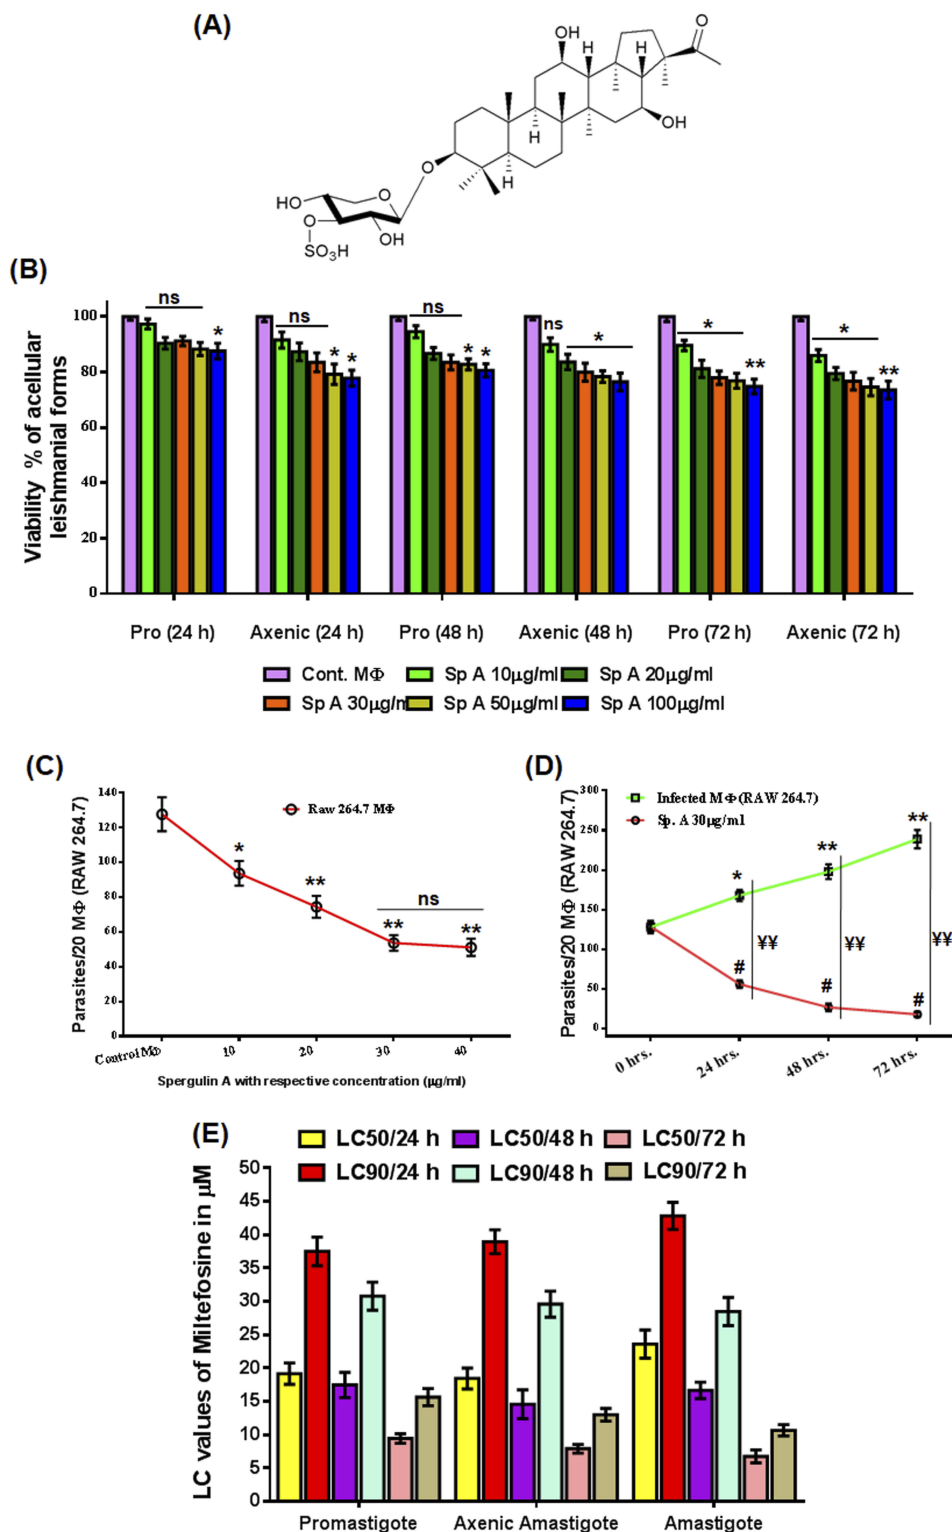 (A)
OH
H
O
H
OH
H
O
H
HO
O
O
OH
SO₃H
(B)
Viability % of acellular
leishmanial forms
100
80
60
40
20
0
ns
*
ns
*
*
ns
*
*
ns
*
*
**
*
**
Pro (24 h)
Axenic (24 h)
Pro (48 h)
Axenic (48 h)
Pro (72 h)
Axenic (72 h)
Cont. MΦ
Sp A 10µg/ml
Sp A 20µg/ml
Sp A 30µg/m
Sp A 50µg/ml
Sp A 100µg/ml
(C)
Parasites/20 MΦ (RAW 264.7)
140
120
100
80
60
40
20
0
Raw 264.7 MΦ
*
**
**
ns
**
Control MΦ
10
20
30
40
Spergulin A with respective concentration (µg/ml)
(D)
Parasites/20 MΦ (RAW 264.7)
300
250
200
150
100
50
0
Infected MΦ (RAW 264.7)
Sp. A 30µg/ml
*
**
**
¥¥
¥¥
¥¥
#
#
#
0 hrs.
24 hrs.
48 hrs.
72 hrs.
(E)
LC50/24 h
LC50/48 h
LC50/72 h
LC90/24 h
LC90/48 h
LC90/72 h
LC values of Miltefosine in µM
50
45
40
35
30
25
20
15
10
5
0
Promastigote
Axenic Amastigote
Amastigote